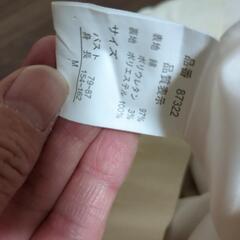 品番 87322
品質表示
表地 綿 97%
ポリウレタン 3%
裏地 ポリエステル 100%
サイズ
バスト 79-87
身長 154-162
M